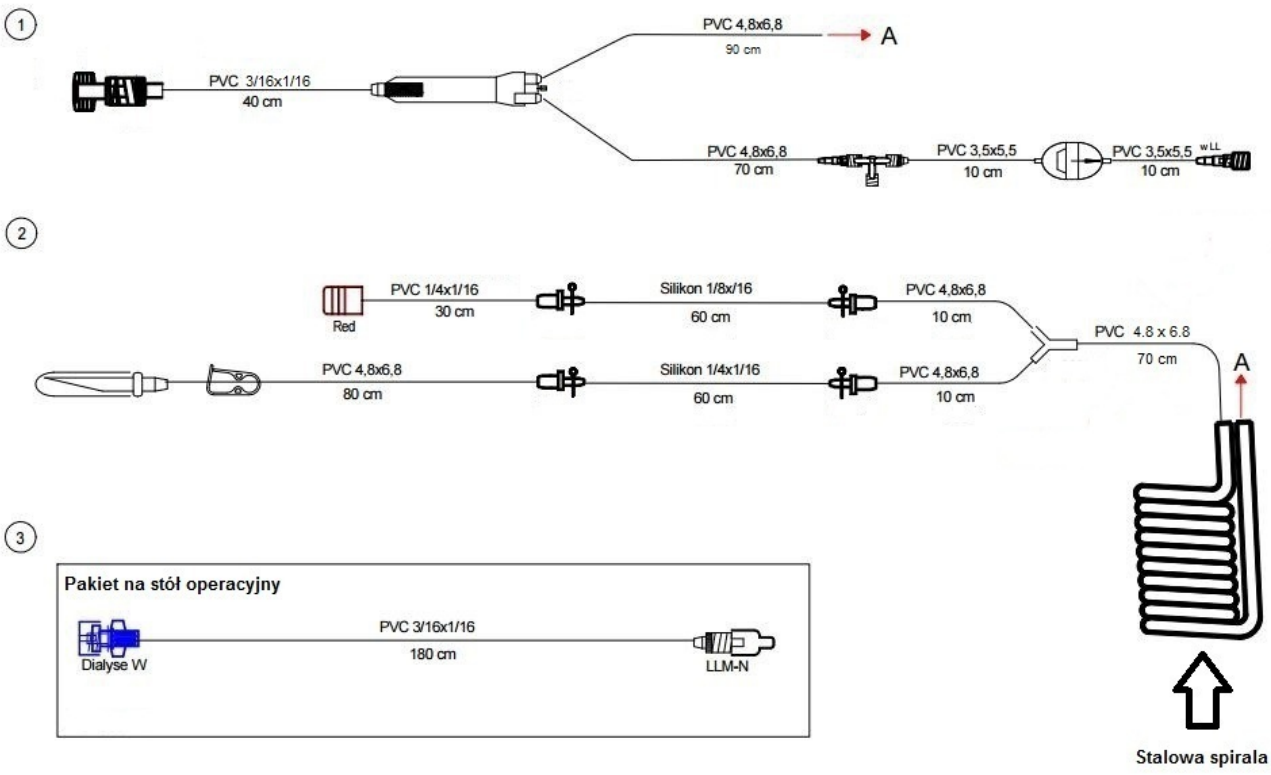 1
PVC 4,8x6,8
90 cm
A
PVC 3/16x1/16
40 cm
PVC 4,8x6,8
70 cm
PVC 3,5x5,5
10 cm
PVC 3,5x5,5
10 cm
w LL
2
PVC 1/4x1/16
30 cm
Red
Silikon 1/8x/16
60 cm
PVC 4,8x6,8
10 cm
PVC 4.8 x 6.8
70 cm
A
PVC 4,8x6,8
80 cm
Silikon 1/4x1/16
60 cm
PVC 4,8x6,8
10 cm
3
Pakiet na stół operacyjny
Dialyse W
PVC 3/16x1/16
180 cm
LLM-N
Stalowa spirala